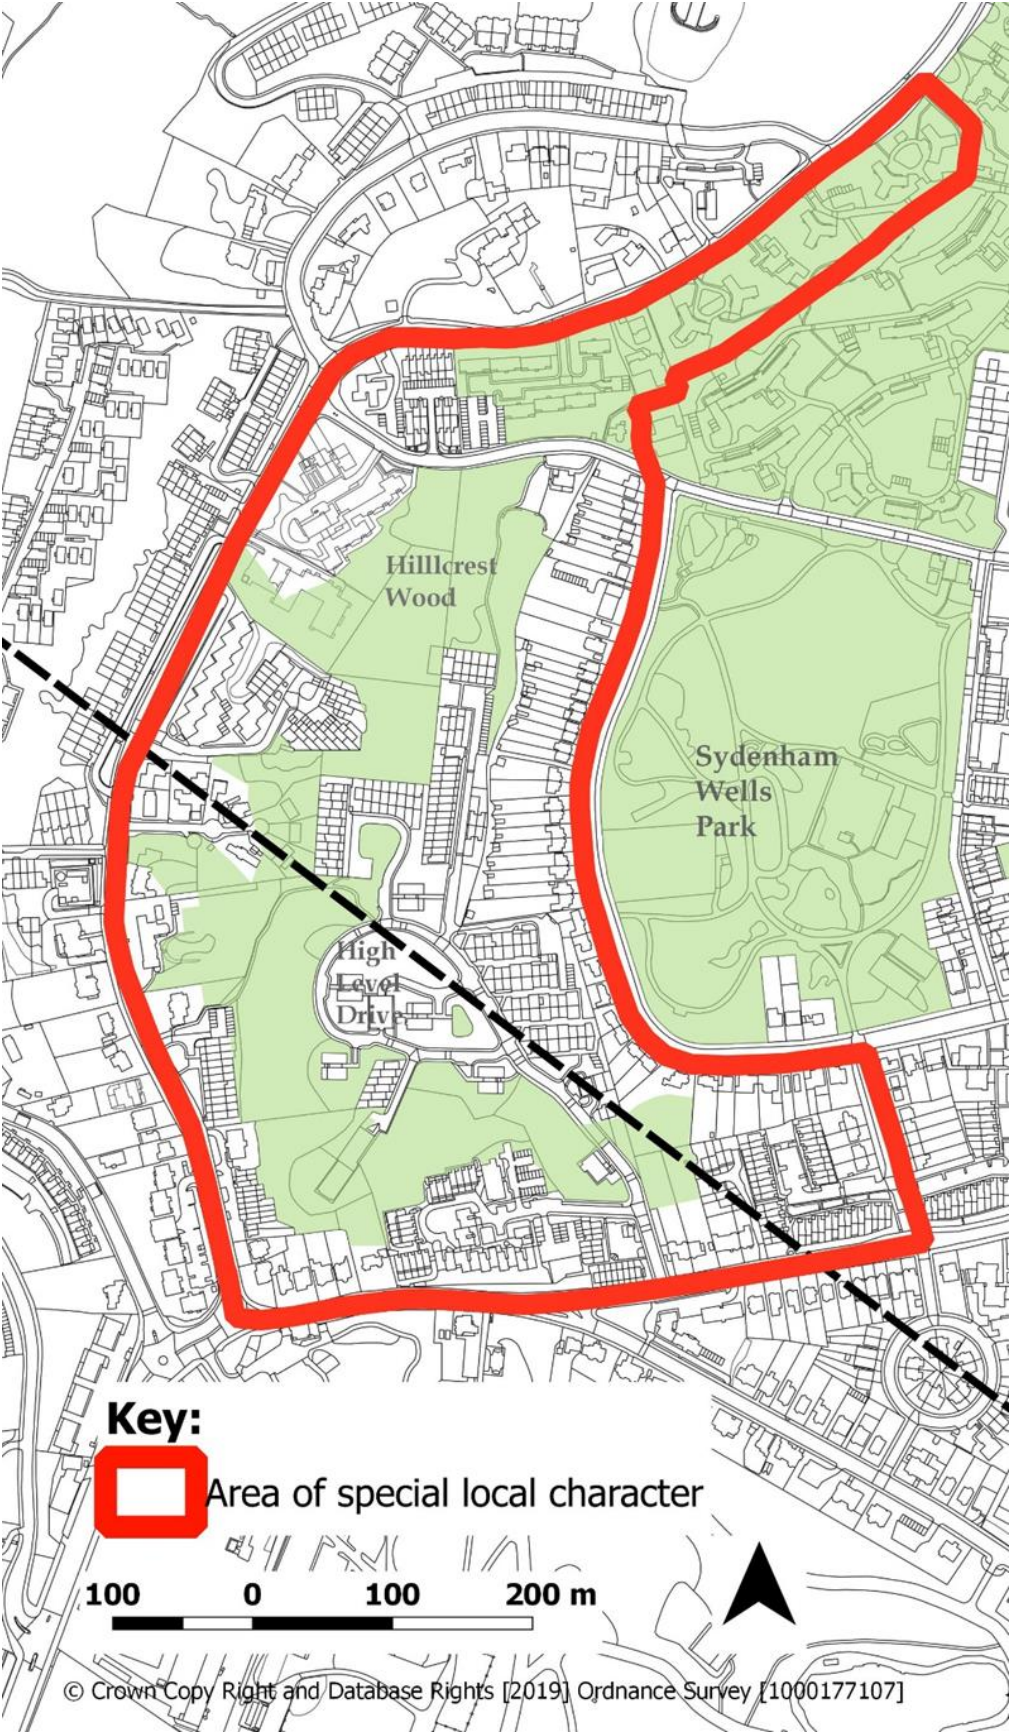 Hilllcrest
Wood
Sydenham
Wells
Park
High
Level
Drive
Key:
Area of special local character
100 0 100 200 m
© Crown Copy Right and Database Rights [2019] Ordnance Survey [1000177107]